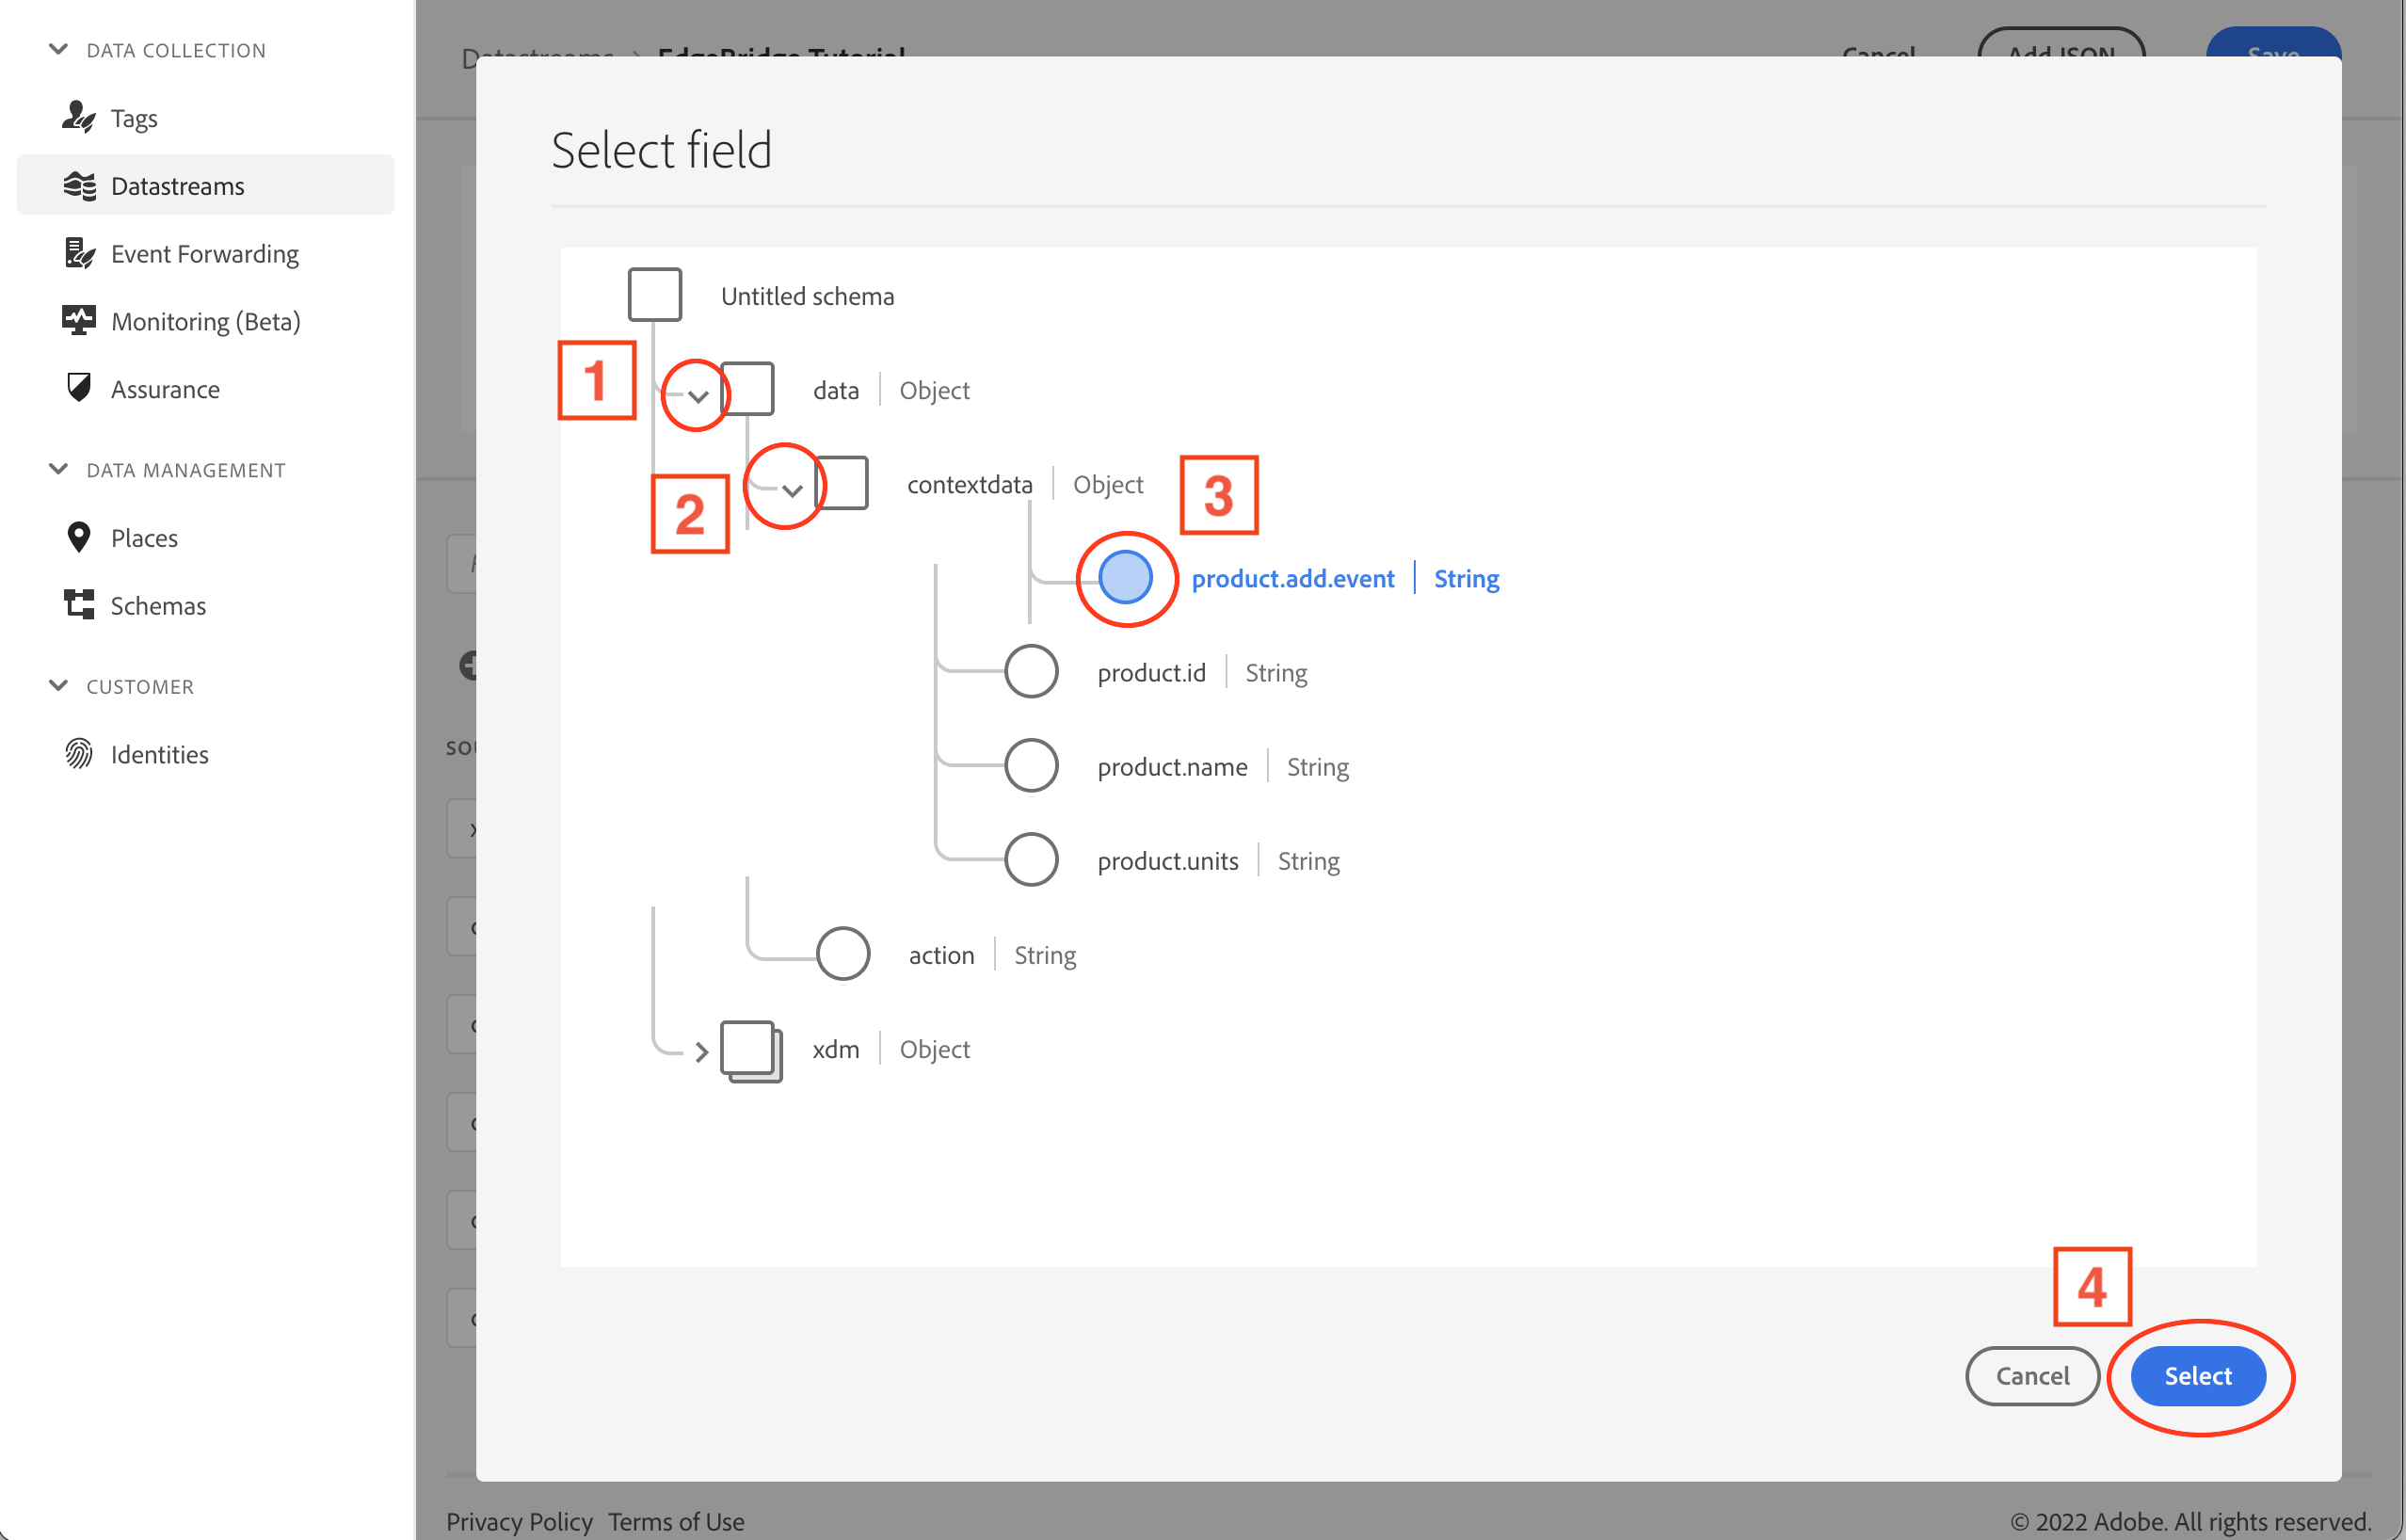 DATA COLLECTION
Tags
Datastreams
Event Forwarding
Monitoring (Beta)
Assurance
DATA MANAGEMENT
Places
Schemas
CUSTOMER
Identities
Datastreams > EdgeBridge Tutorial
Cancel
Add JSON
Save
Select field
Untitled schema
1
data | Object
2
contextdata | Object
3
product.add.event | String
product.id | String
product.name | String
product.units | String
action | String
xdm | Object
4
Cancel
Select
Privacy Policy Terms of Use
© 2022 Adobe. All rights reserved.